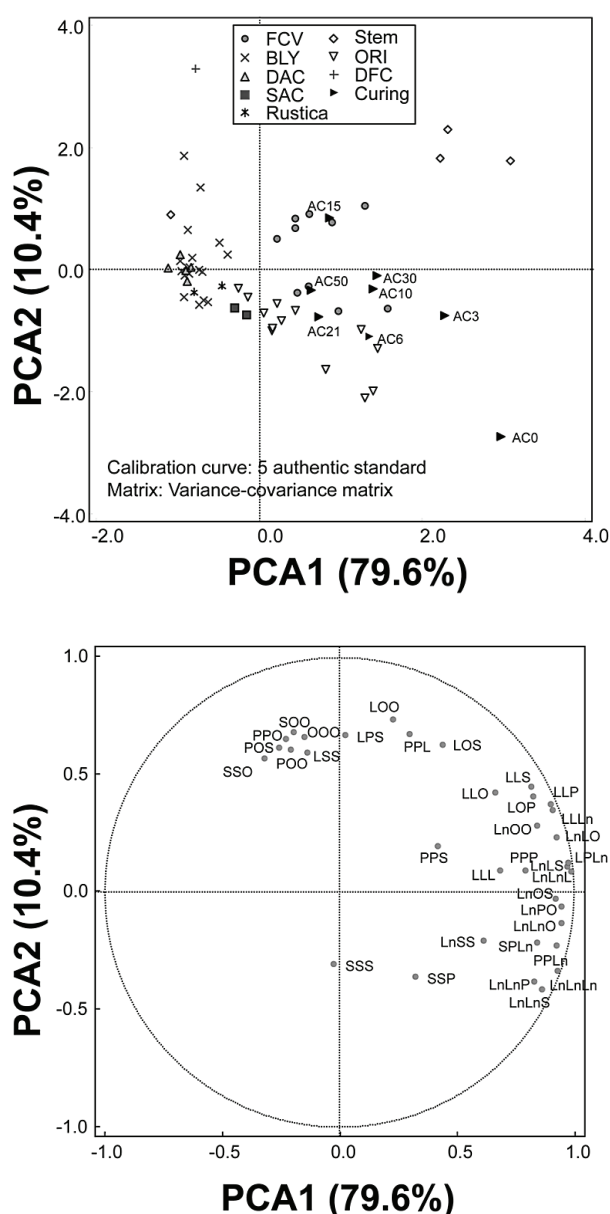 4.0
2.0
0.0
-2.0
-4.0
PCA2 (10.4%)
FCV
BLY
DAC
SAC
Rustica
Stem
ORI
DFC
Curing
AC15
AC50
AC30
AC10
AC21
AC6
AC3
AC0
Calibration curve: 5 authentic standard
Matrix: Variance-covariance matrix
-2.0 0.0 2.0 4.0
PCA1 (79.6%)
1.0
0.5
0.0
-0.5
-1.0
PCA2 (10.4%)
LOO
SOO
OOO
LPS
PPL
LOS
PPO
POS
POO
LSS
SSO
LLS
LLP
LLO
LOP
LLLn
LnOO
LnLO
PPS
PPP
LPLn
LnLS
LLL
LnLnL
LnOS
LnPO
LnLnO
LnSS
SPLn
PPLn
SSS
SSP
LnLnP
LnLnLn
LnLnS
-1.0 -0.5 0.0 0.5 1.0
PCA1 (79.6%)